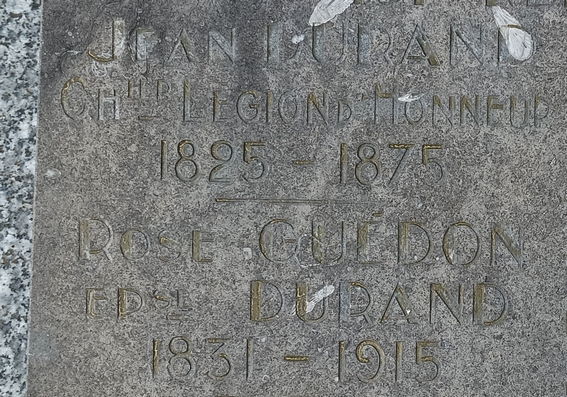 JEAN DURAND
CHER LEGION D'HONNEUR
1825 - 1875
ROSE GUÉDON
EPSE DURAND
1831 - 1915